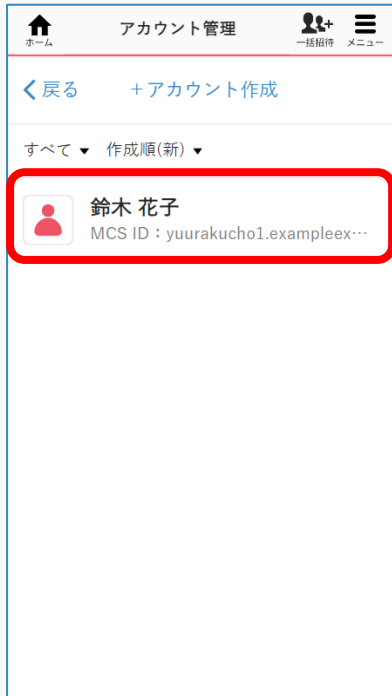 アカウント管理
ホーム
一括招待
メニュー
戻る
+アカウント作成
すべて ▼ 作成順(新) ▼
鈴木 花子
MCS ID：yuurakucho1.exampleex…